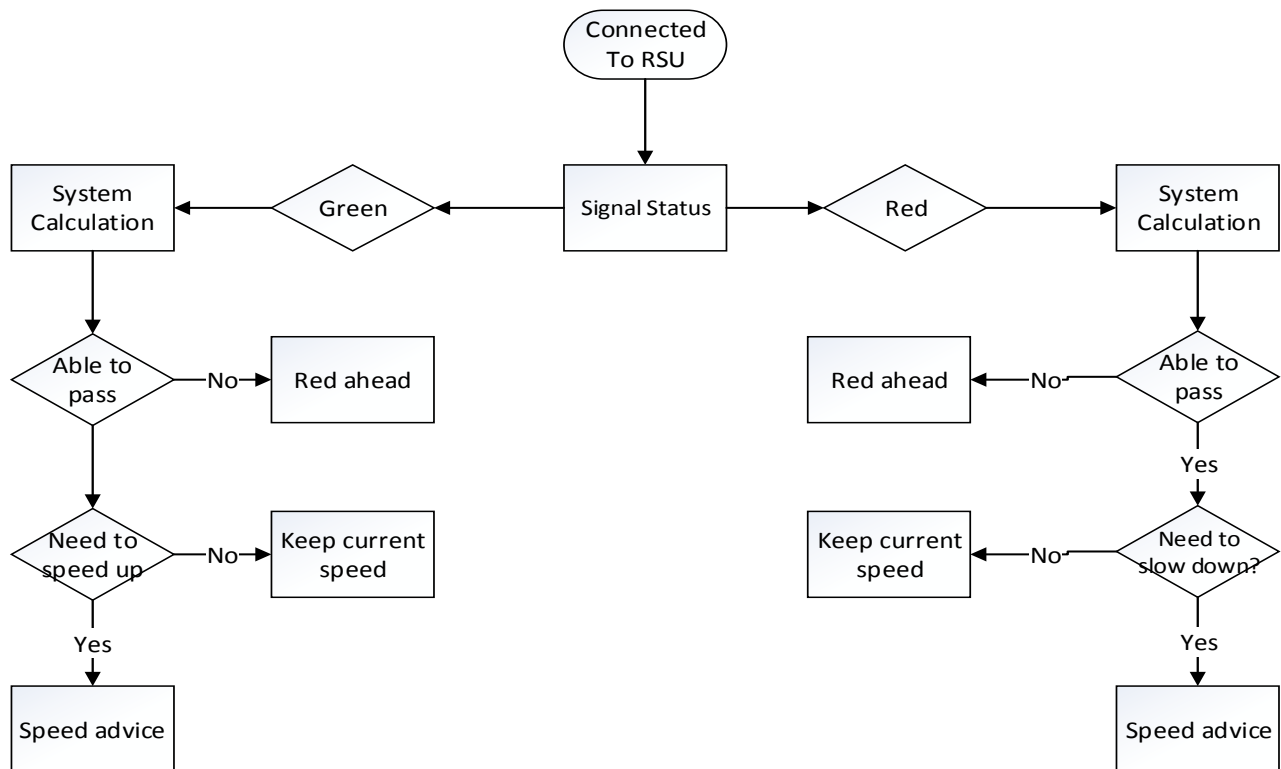 Connected
To RSU
System
Calculation
Green
Signal Status
Red
System
Calculation
Able to
pass
No
Red ahead
Red ahead
No
Able to
pass
Yes
Need to
speed up
No
Keep current
speed
Keep current
speed
No
Need to
slow down?
Yes
Yes
Speed advice
Speed advice